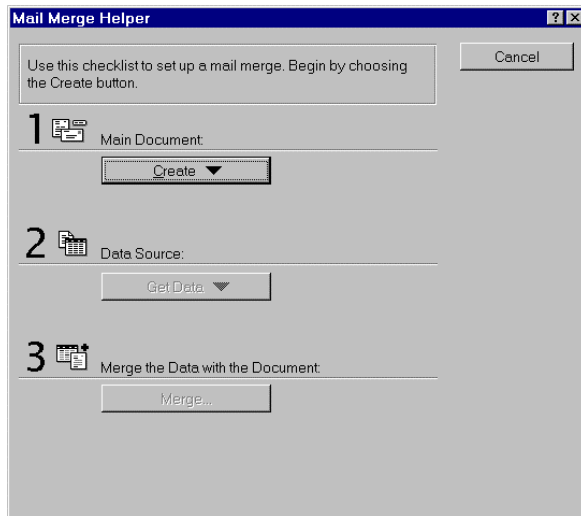 Mail Merge Helper
Cancel
Use this checklist to set up a mail merge. Begin by choosing
the Create button.
1
Main Document:
Create
2
Data Source:
Get Data
3
Merge the Data with the Document:
Merge...